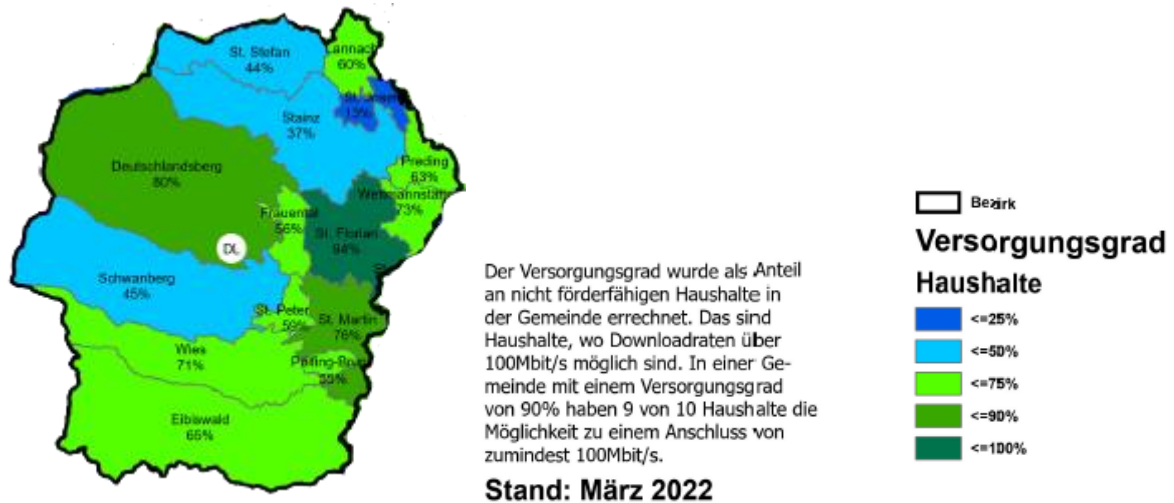 St. Stefan
44%
annach
60%
St.
13%
Stainz
37%
Deutschlandsberg
80%
Preding
63%
73%
Frauental
56%
St. Florian
94%
DL
Schwanberg
45%
St. Peter
St. Martin
76%
Wies
71%
Eibiswald
65%
Der Versorgungsgrad wurde als Anteil
an nicht förderfähigen Haushalte in
der Gemeinde errechnet. Das sind
Haushalte, wo Downloadraten über
100Mbit/s möglich sind. In einer Ge-
meinde mit einem Versorgungsgrad
von 90% haben 9 von 10 Haushalte die
Möglichkeit zu einem Anschluss von
zumindest 100Mbit/s.
Stand: März 2022
Bezirk
Versorgungsgrad
Haushalte
<=25%
<=50%
<=75%
<=90%
<=100%